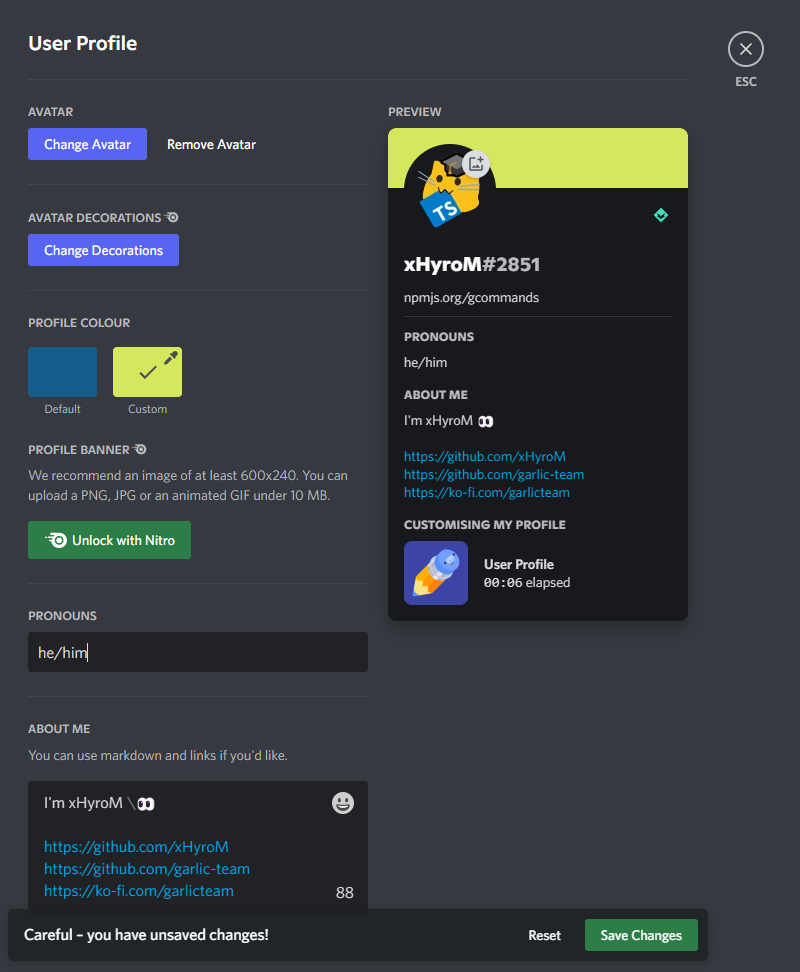 User Profile
ESC
AVATAR
Change Avatar
Remove Avatar
AVATAR DECORATIONS
Change Decorations
PROFILE COLOUR
Default
Custom
PROFILE BANNER
We recommend an image of at least 600x240. You can
upload a PNG, JPG or an animated GIF under 10 MB.
Unlock with Nitro
PRONOUNS
he/him
ABOUT ME
You can use markdown and links if you'd like.
I'm xHyroM \👀
https://github.com/xHyroM
https://github.com/garlic-team
https://ko-fi.com/garlicteam
88
PREVIEW
TS
xHyroM#2851
npmjs.org/gcommands
PRONOUNS
he/him
ABOUT ME
I'm xHyroM 👀
https://github.com/xHyroM
https://github.com/garlic-team
https://ko-fi.com/garlicteam
CUSTOMISING MY PROFILE
User Profile
00:06 elapsed
Careful – you have unsaved changes!
Reset
Save Changes